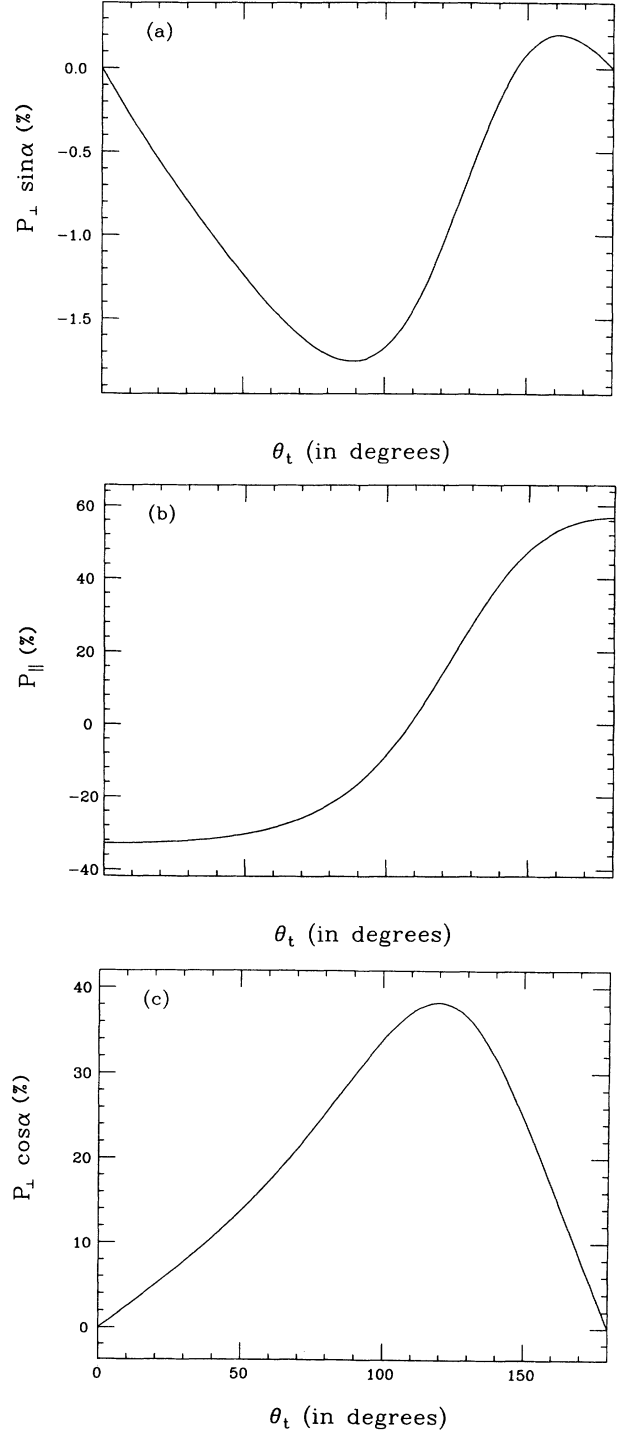 (a)
0.0
−0.5
−1.0
−1.5
P⊥ sinα (%)
θt (in degrees)
(b)
60
40
20
0
−20
−40
P|| (%)
θt (in degrees)
(c)
40
30
20
10
0
P⊥ cosα (%)
0 50 100 150
θt (in degrees)